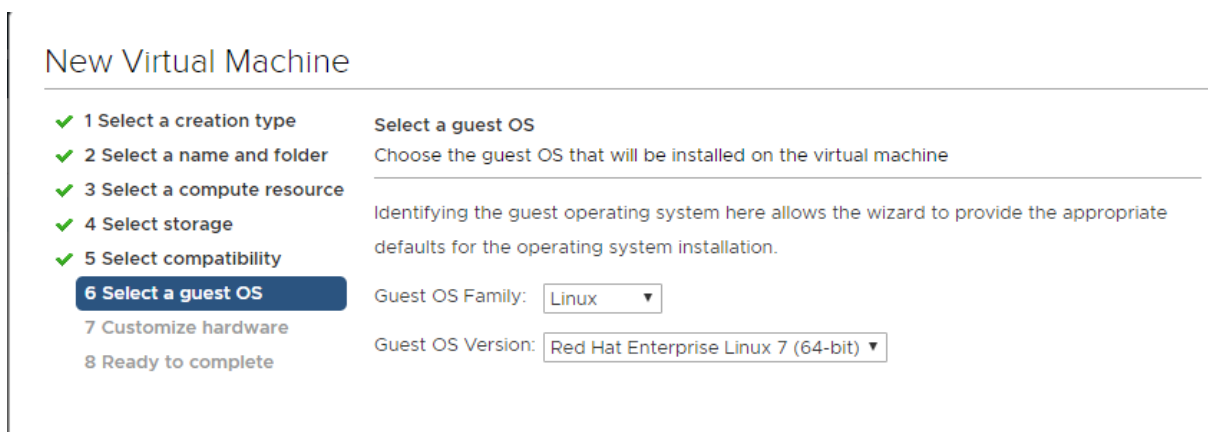 New Virtual Machine
1 Select a creation type
2 Select a name and folder
3 Select a compute resource
4 Select storage
5 Select compatibility
6 Select a guest OS
7 Customize hardware
8 Ready to complete
Select a guest OS
Choose the guest OS that will be installed on the virtual machine
Identifying the guest operating system here allows the wizard to provide the appropriate
defaults for the operating system installation.
Guest OS Family: Linux
Guest OS Version: Red Hat Enterprise Linux 7 (64-bit)